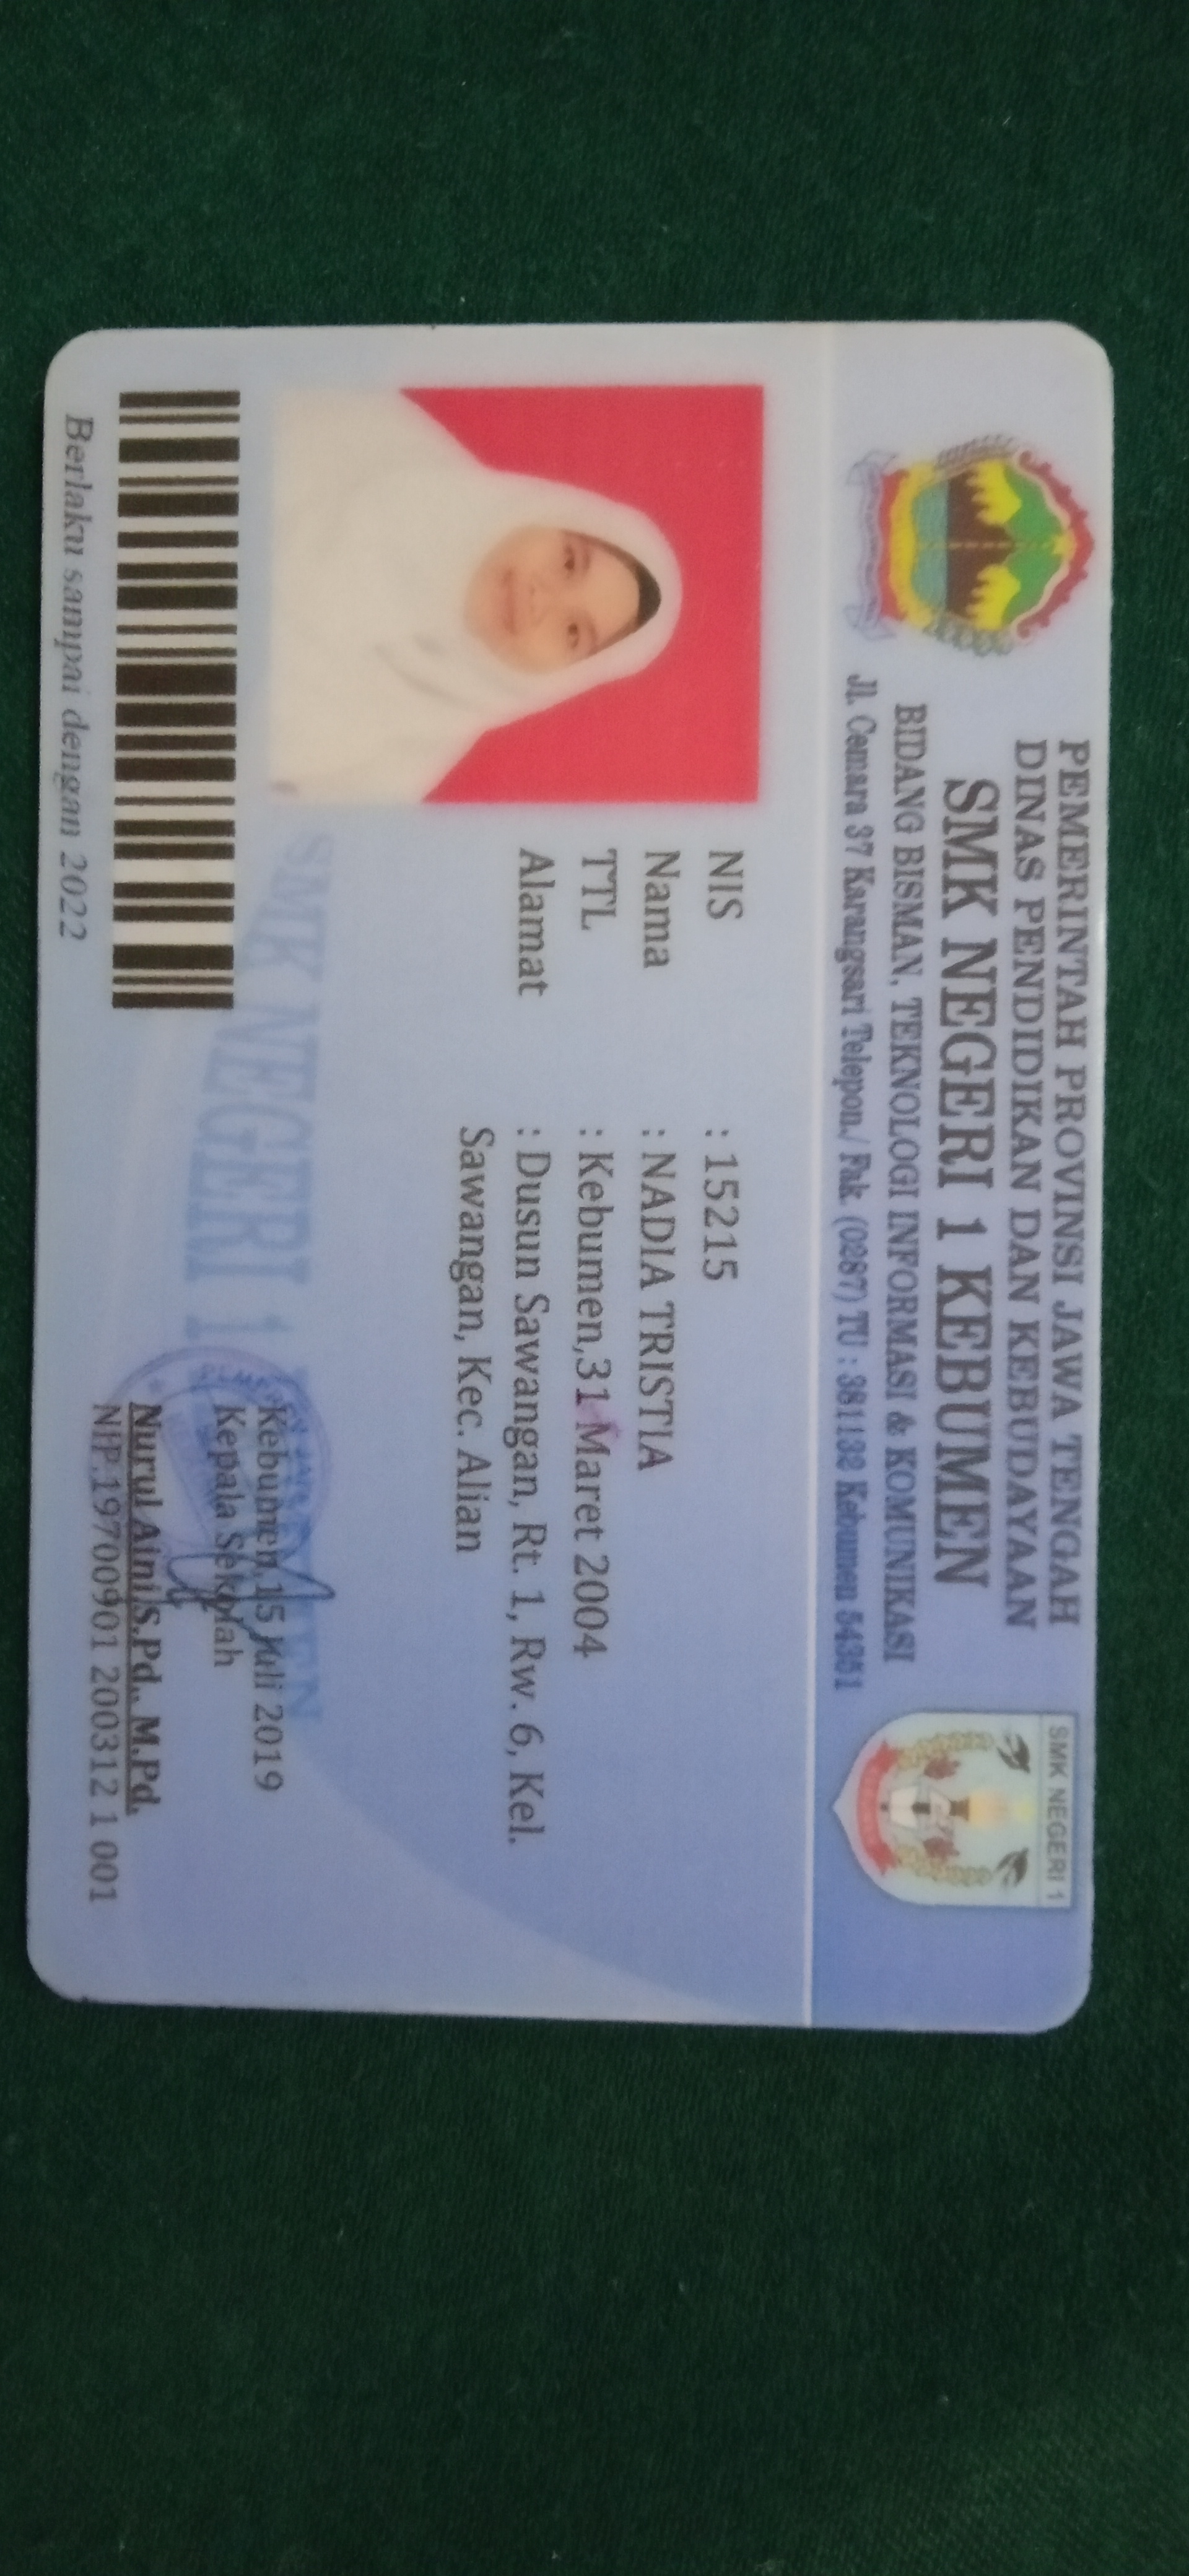 PEMERINTAH PROVINSI JAWA TENGAH
DINAS PENDIDIKAN DAN KEBUDAYAAN
SMK NEGERI 1 KEBUMEN
BIDANG BISMAN, TEKNOLOGI INFORMASI & KOMUNIKASI
Jl. Cemara 37 Karangsari Telepon./ Fak. (0287) TU : 381132 Kebumen 54351
SMK NEGERI 1
KEBUMEN
NIS : 15215
Nama : NADIA TRISTIA
TTL : Kebumen,31 Maret 2004
Alamat : Dusun Sawangan, Rt. 1, Rw. 6, Kel.
Sawangan, Kec. Alian
SMK NEGERI 1 KEBUMEN
Kebumen,15 Juli 2019
Kepala Sekolah
Nurul Aini,S.Pd., M.Pd.
NIP.19700901 200312 1 001
Berlaku sampai dengan 2022